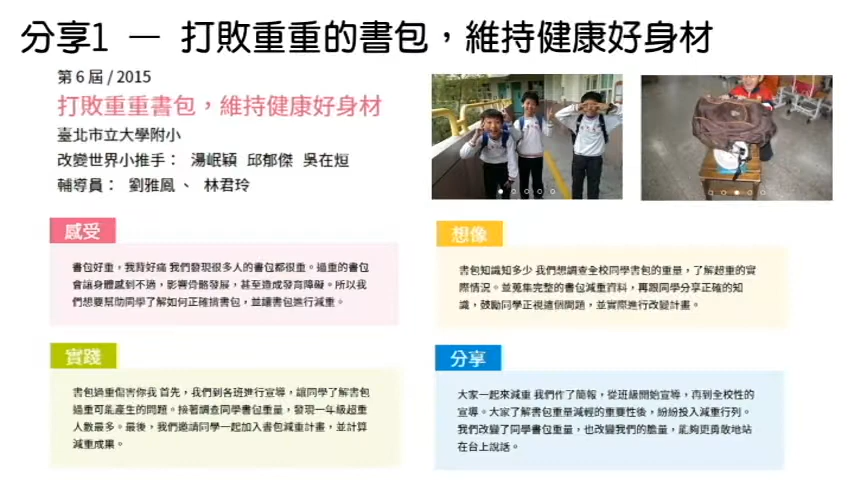 分享1 — 打敗重重的書包，維持健康好身材
第 6 屆 / 2015
打敗重重書包，維持健康好身材
臺北市立大學附小
改變世界小推手： 湯岷穎 邱郁傑 吳在烜
輔導員： 劉雅鳳 、 林君玲
感受
書包好重，我背好痛 我們發現很多人的書包都很重。過重的書包
會讓身體感到不適，影響骨骼發展，甚至造成發育障礙。所以我
們想要幫助同學了解如何正確揹書包，並讓書包進行減重。
想像
書包知識知多少 我們想調查全校同學書包的重量，了解超重的實
際情況。並蒐集完整的書包減重資料，再跟同學分享正確的知
識，鼓勵同學正視這個問題，並實際進行改變計畫。
實踐
書包過重傷害你我 首先，我們到各班進行宣導，讓同學了解書包
過重可能產生的問題。接著調查同學書包重量，發現一年級超重
人數最多。最後，我們邀請同學一起加入書包減重計畫，並計算
減重成果。
分享
大家一起來減重 我們作了簡報，從班級開始宣導，再到全校性的
宣導。大家了解書包重量減輕的重要性後，紛紛投入減重行列。
我們改變了同學書包重量，也改變我們的膽量，能夠更勇敢地站
在台上說話。